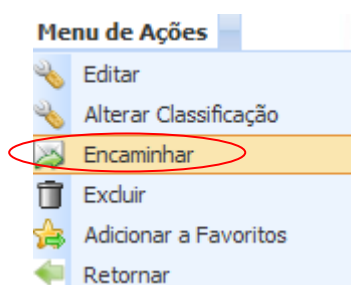 Menu de Ações
Editar
Alterar Classificação
Encaminhar
Excluir
Adicionar a Favoritos
Retornar